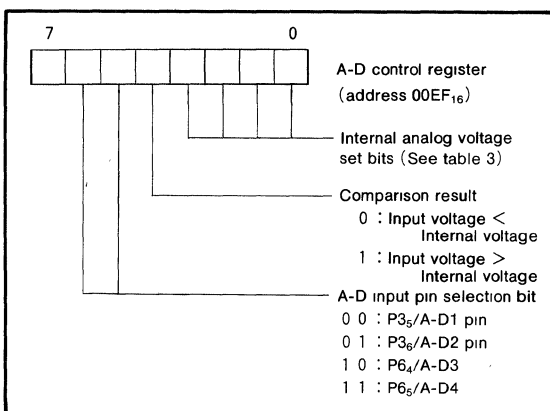 7 0
A-D control register
(address 00EF₁₆)
Internal analog voltage
set bits (See table 3)
Comparison result
0 : Input voltage <
Internal voltage
1 : Input voltage >
Internal voltage
A-D input pin selection bit
0 0 : P3₅/A-D1 pin
0 1 : P3₆/A-D2 pin
1 0 : P6₄/A-D3
1 1 : P6₅/A-D4